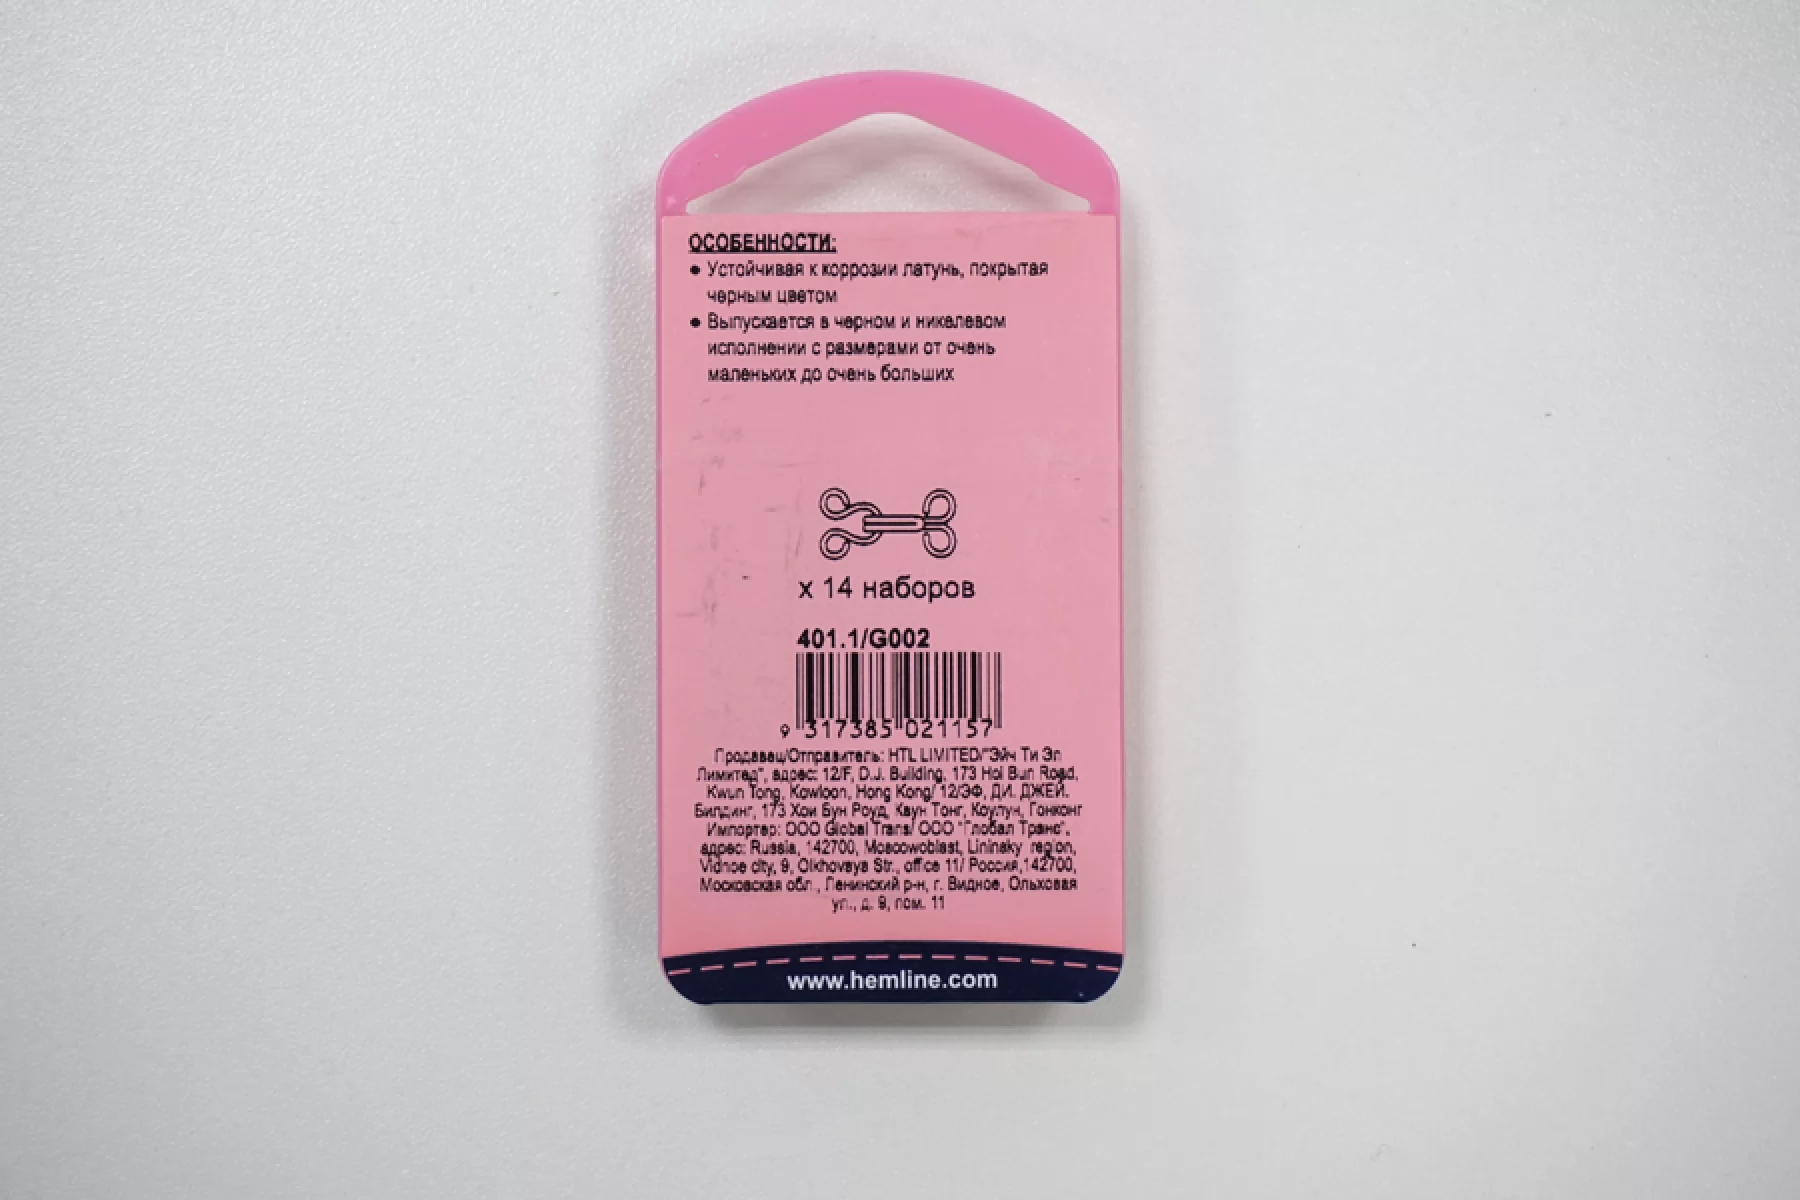 ОСОБЕННОСТИ:
● Устойчивая к коррозии латунь, покрытая
черным цветом
● Выпускается в черном и никелевом
исполнении с размерами от очень
маленьких до очень больших
x 14 наборов
401.1/G002
9 317385 021157
Продавец/Отправитель: HTL LIMITED/"Эйч Ти Эл
Лимитед", адрес: 12/F, D.J. Building, 173 Hoi Bun Road,
Kwun Tong, Kowloon, Hong Kong/ 12/ЭФ, ДИ. ДЖЕЙ.
Билдинг, 173 Хои Бун Роуд, Кwун Тонг, Коулун, Гонконг
Импортер: ООО Global Trans/ ООО "Глобал Транс",
адрес: Russia, 142700, Moscowoblast, Lininsky region,
Vidnoe city, 9, Olkhovaya Str., office 11/ Россия,142700,
Московская обл., Ленинский р-н, г. Видное, Ольховая
ул., д. 9, пом. 11
www.hemline.com